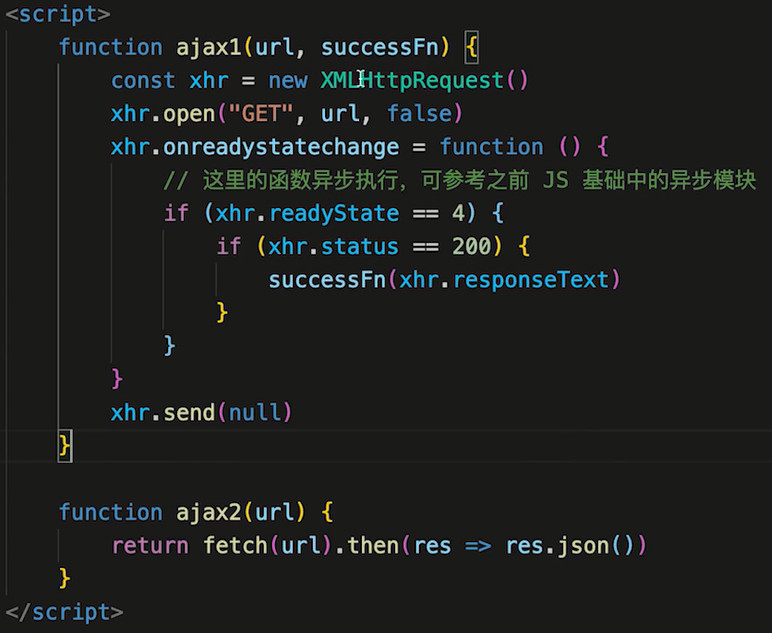 <script>
function ajax1(url, successFn) {
const xhr = new XMLHttpRequest()
xhr.open("GET", url, false)
xhr.onreadystatechange = function () {
// 这里的函数异步执行，可参考之前 JS 基础中的异步模块
if (xhr.readyState == 4) {
if (xhr.status == 200) {
successFn(xhr.responseText)
}
}
}
xhr.send(null)
}
function ajax2(url) {
return fetch(url).then(res => res.json())
}
</script>